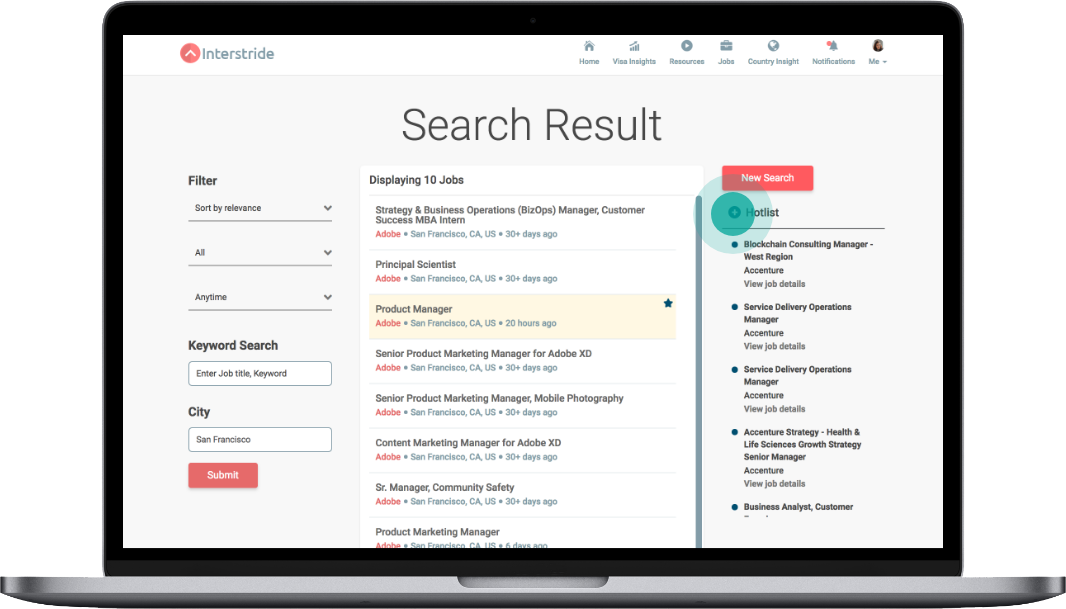 Interstride
Home
Visa Insights
Resources
Jobs
Country Insight
Notifications
Me
Search Result
Filter
Sort by relevance
All
Anytime
Keyword Search
Enter Job title, Keyword
City
San Francisco
Submit
Displaying 10 Jobs
Strategy & Business Operations (BizOps) Manager, Customer
Success MBA Intern
Adobe • San Francisco, CA, US • 30+ days ago
Principal Scientist
Adobe • San Francisco, CA, US • 30+ days ago
Product Manager
Adobe • San Francisco, CA, US • 20 hours ago
Senior Product Marketing Manager for Adobe XD
Adobe • San Francisco, CA, US • 30+ days ago
Senior Product Marketing Manager, Mobile Photography
Adobe • San Francisco, CA, US • 30+ days ago
Content Marketing Manager for Adobe XD
Adobe • San Francisco, CA, US • 30+ days ago
Sr. Manager, Community Safety
Adobe • San Francisco, CA, US • 30+ days ago
Product Marketing Manager
Adobe • San Francisco, CA, US • 6 days ago
New Search
Hotlist
Blockchain Consulting Manager -
West Region
Accenture
View job details
Service Delivery Operations
Manager
Accenture
View job details
Service Delivery Operations
Manager
Accenture
View job details
Accenture Strategy - Health &
Life Sciences Growth Strategy
Senior Manager
Accenture
View job details
Business Analyst, Customer